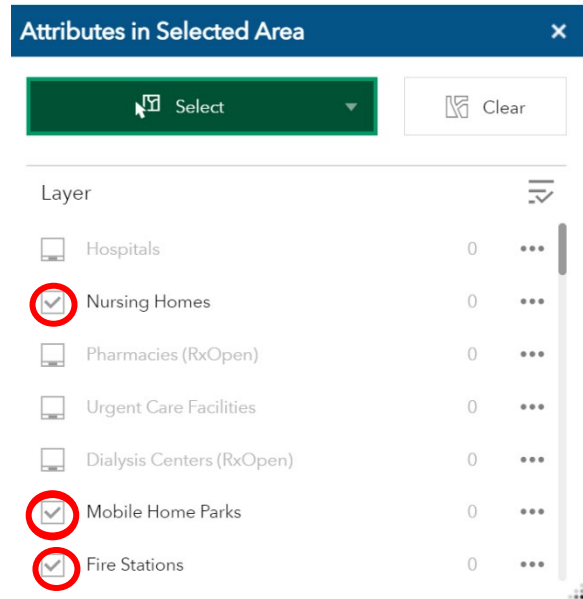 Attributes in Selected Area
Select
Clear
Layer
Hospitals 0
Nursing Homes 0
Pharmacies (RxOpen) 0
Urgent Care Facilities 0
Dialysis Centers (RxOpen) 0
Mobile Home Parks 0
Fire Stations 0